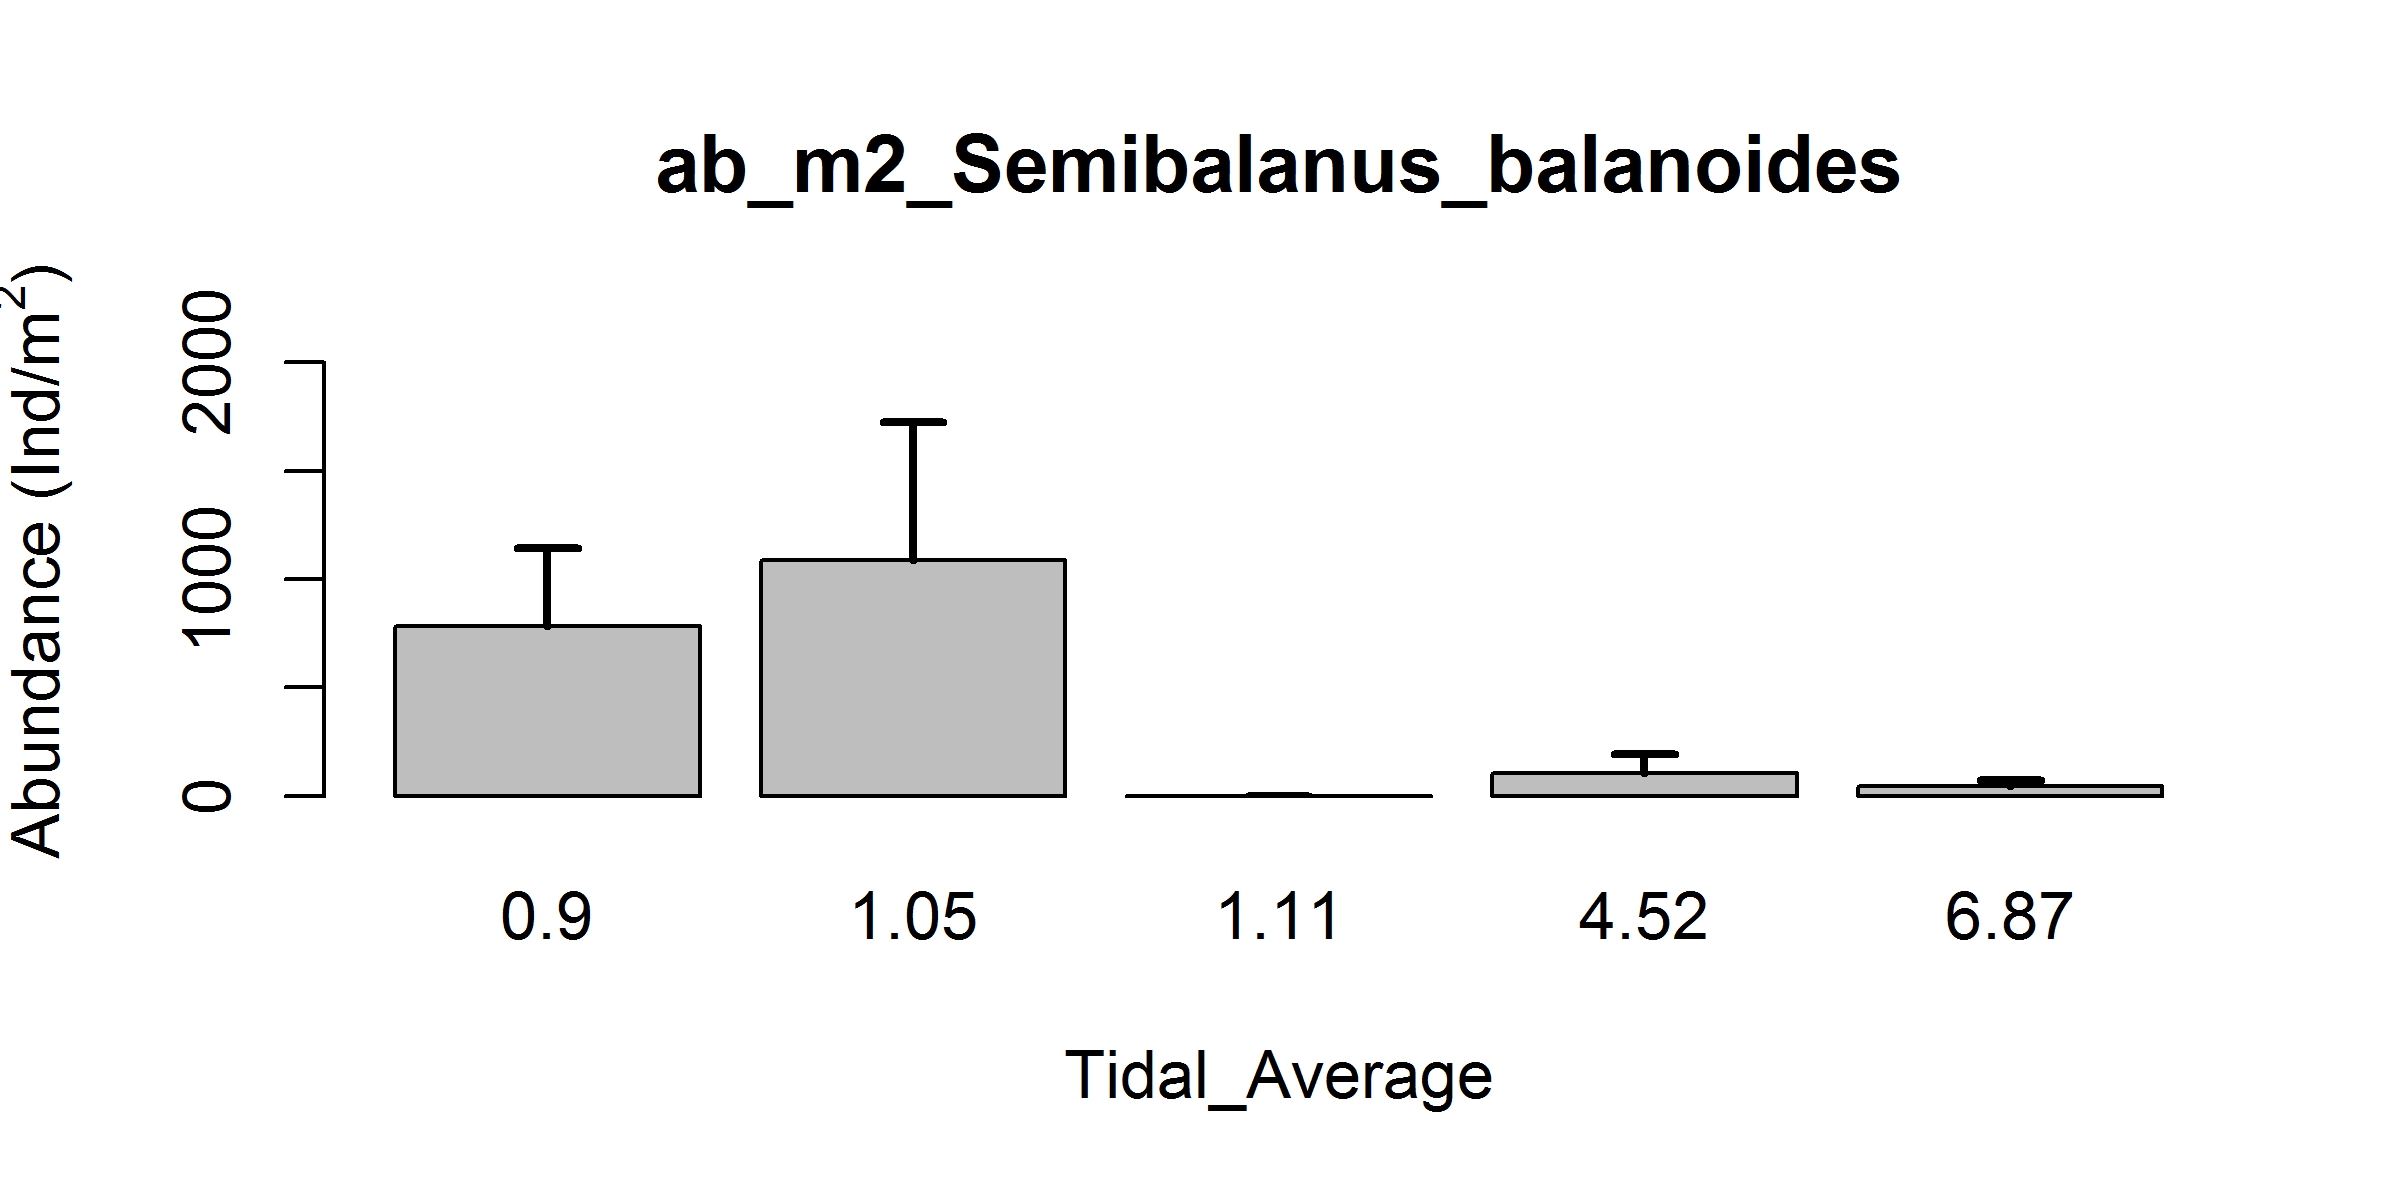 ab_m2_Semibalanus_balanoides
Abundance (Ind/m²)
2000
1000
0
0.9 1.05 1.11 4.52 6.87
Tidal_Average